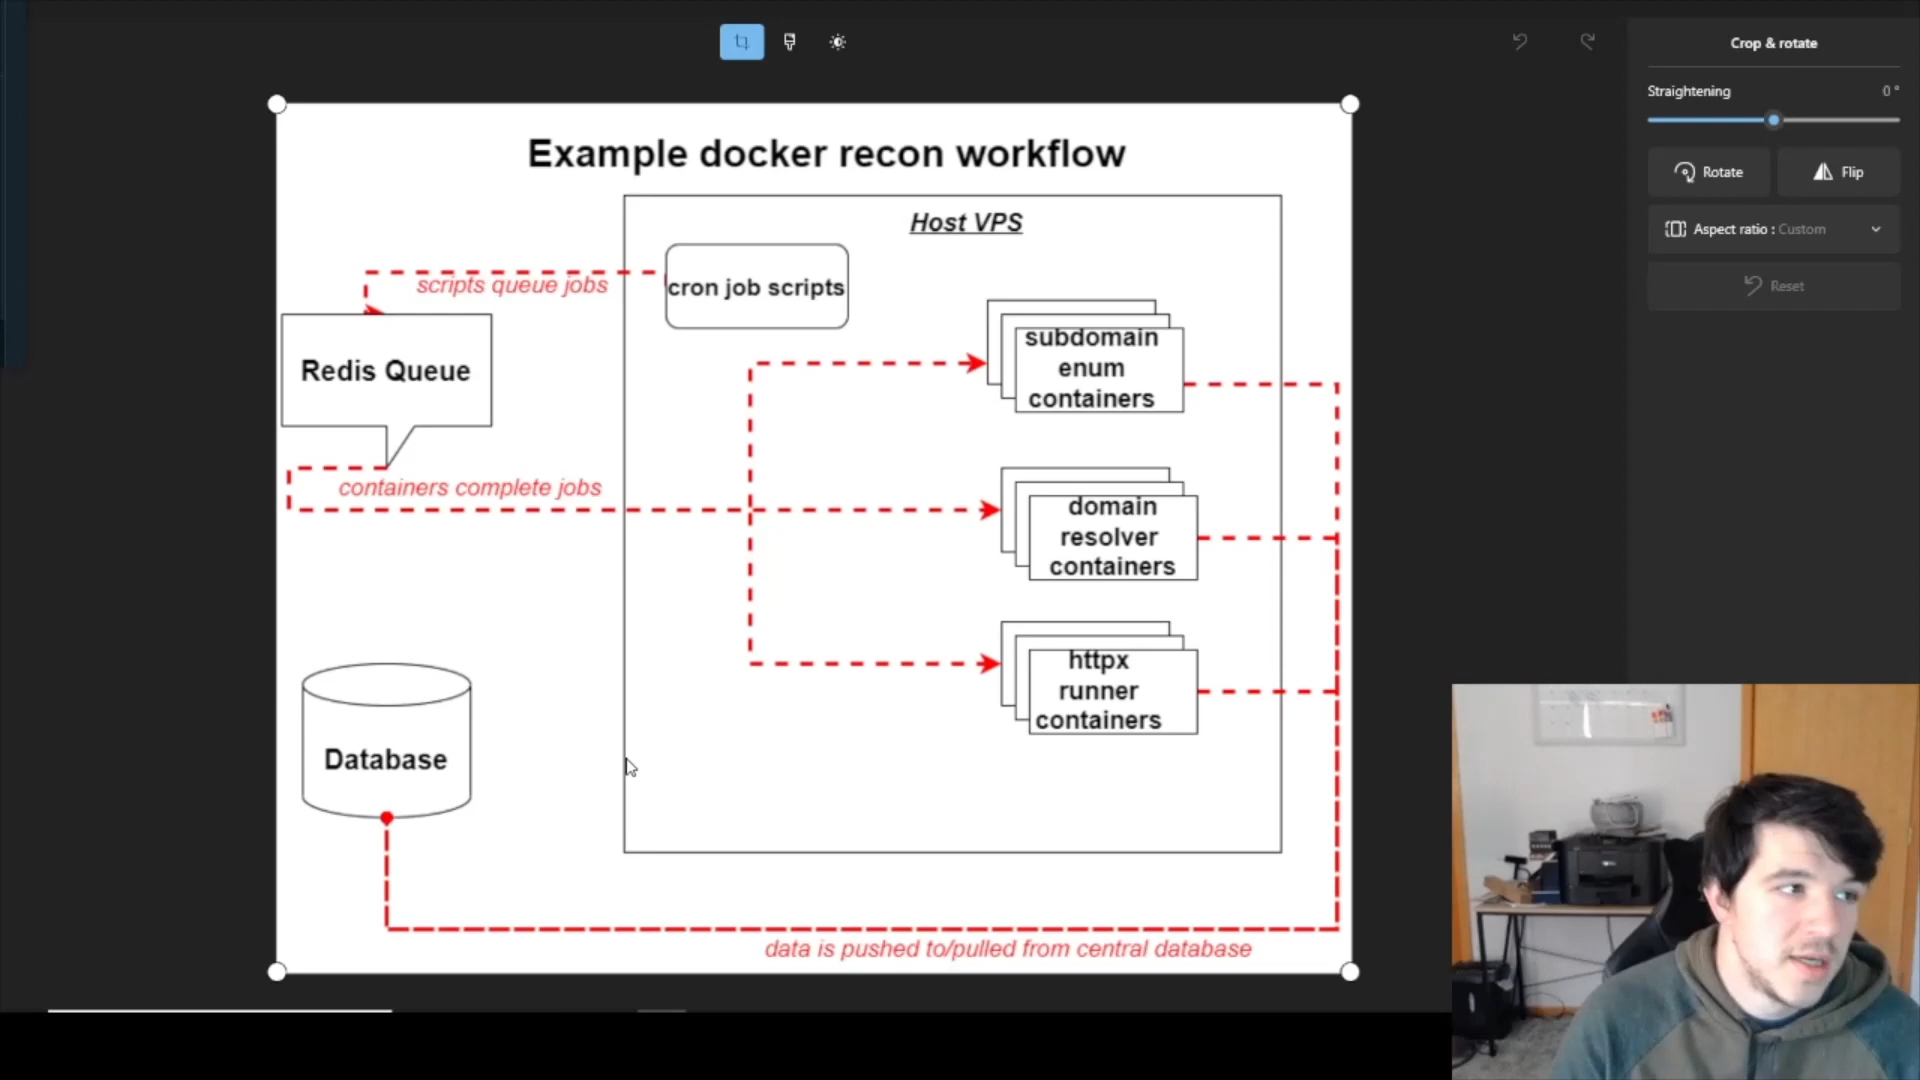 Crop & rotate
Straightening
0 °
Rotate
Flip
Aspect ratio : Custom
Reset
Example docker recon workflow
Host VPS
cron job scripts
scripts queue jobs
Redis Queue
subdomain
enum
containers
containers complete jobs
domain
resolver
containers
httpx
runner
containers
Database
data is pushed to/pulled from central database